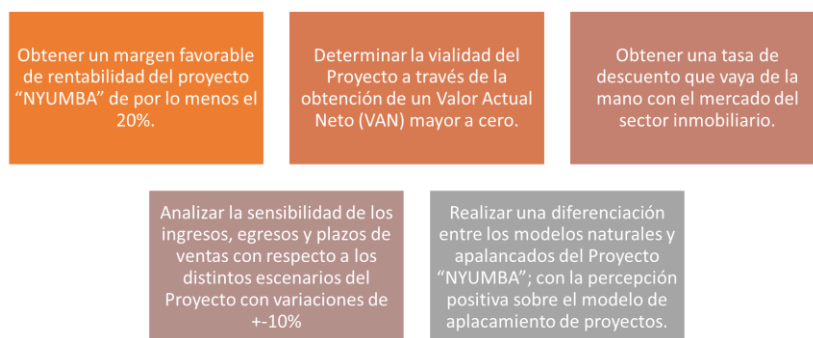 Obtener un margen favorable
de rentabilidad del proyecto
“NYUMBA” de por lo menos el
20%.
Determinar la vialidad del
Proyecto a través de la
obtención de un Valor Actual
Neto (VAN) mayor a cero.
Obtener una tasa de
descuento que vaya de la
mano con el mercado del
sector inmobiliario.
Analizar la sensibilidad de los
ingresos, egresos y plazos de
ventas con respecto a los
distintos escenarios del
Proyecto con variaciones de
+-10%
Realizar una diferenciación
entre los modelos naturales y
apalancados del Proyecto
“NYUMBA”; con la percepción
positiva sobre el modelo de
aplacamiento de proyectos.